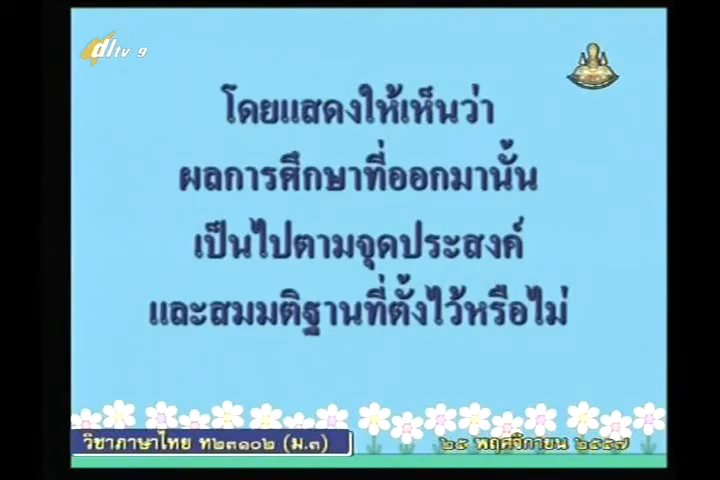 dltv 9
โดยแสดงให้เห็นว่า
ผลการศึกษาที่ออกมานั้น
เป็นไปตามจุดประสงค์
และสมมติฐานที่ตั้งไว้หรือไม่
วิชาภาษาไทย ท๒๓๑๐๒ (ม.๓)
๒๕ พฤศจิกายน ๒๕๕๗